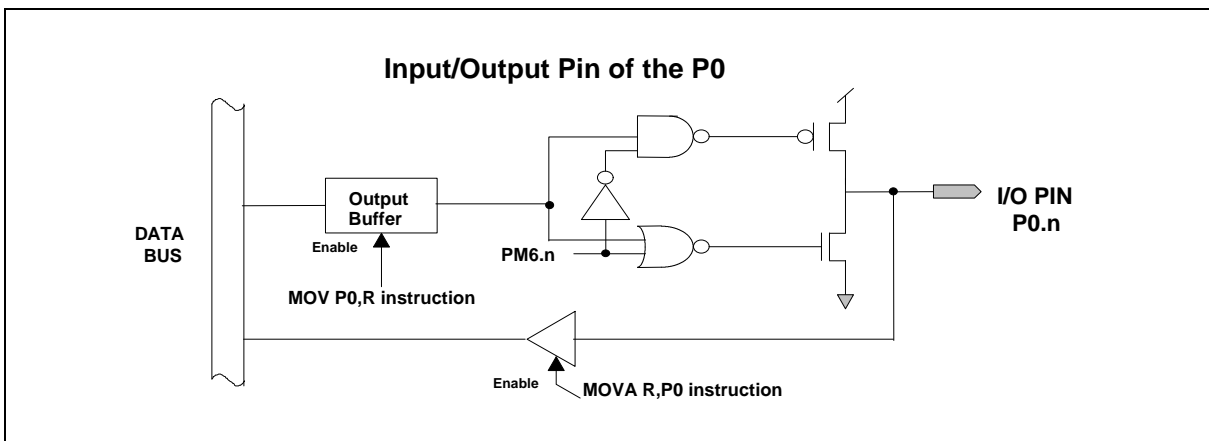 Input/Output Pin of the P0
Output
Buffer
I/O PIN
P0.n
DATA
BUS
Enable
PM6.n
MOV P0,R instruction
Enable
MOVA R,P0 instruction